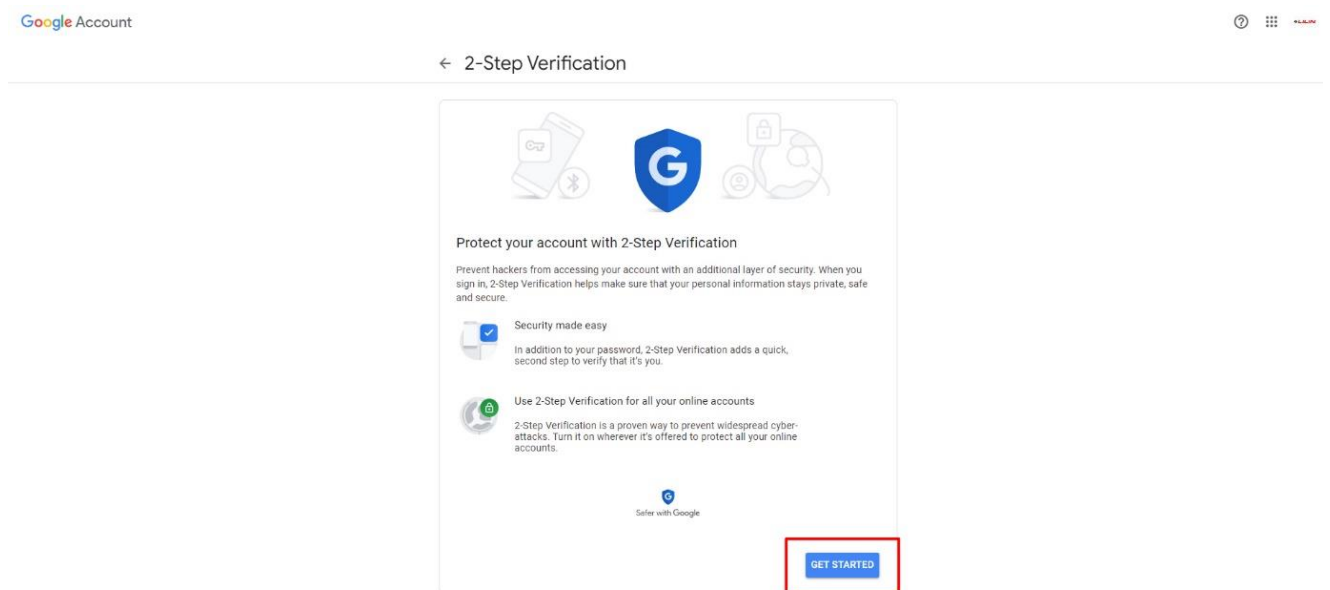 Google Account
2-Step Verification
G
Protect your account with 2-Step Verification
Prevent hackers from accessing your account with an additional layer of security. When you
sign in, 2-Step Verification helps make sure that your personal information stays private, safe
and secure.
Security made easy
In addition to your password, 2-Step Verification adds a quick,
second step to verify that it's you.
Use 2-Step Verification for all your online accounts
2-Step Verification is a proven way to prevent widespread cyber-
attacks. Turn it on wherever it's offered to protect all your online
accounts.
G
Safer with Google
GET STARTED